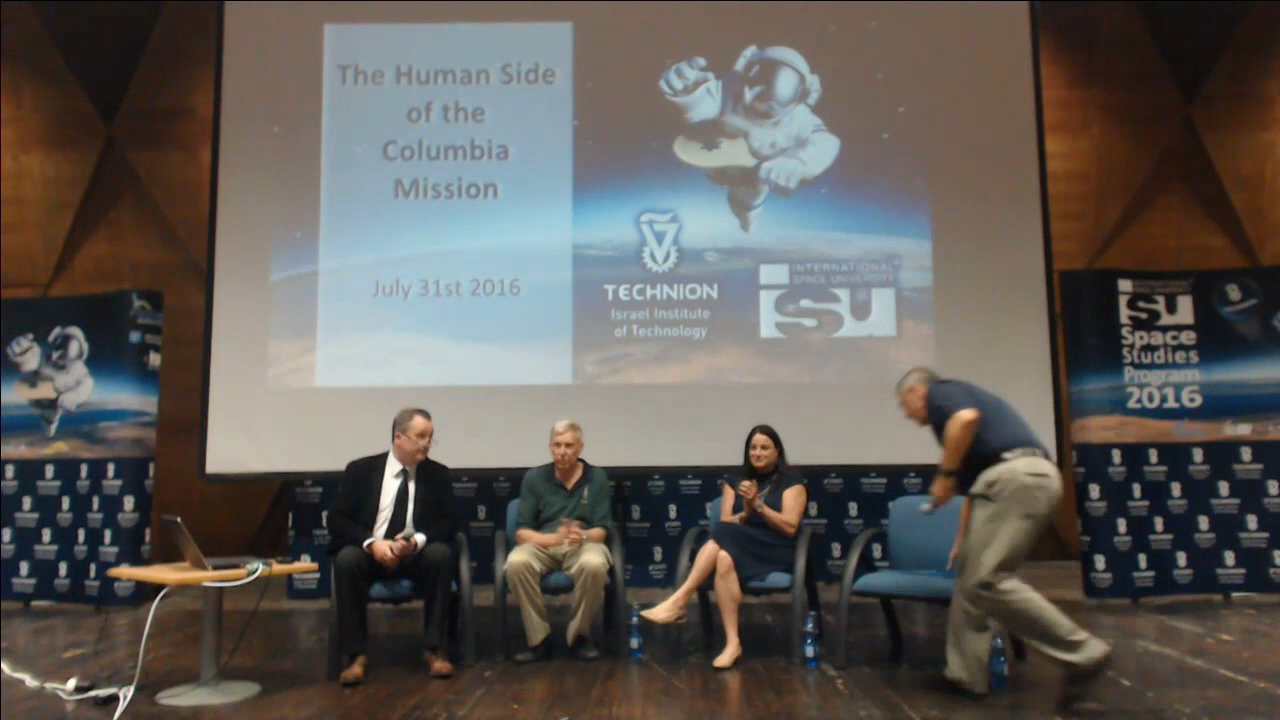 The Human Side
of the
Columbia
Mission
July 31st 2016
TECHNION
Israel Institute
of Technology
INTERNATIONAL
SPACE UNIVERSITY
isu
ISU
Space
Studies
Program
2016